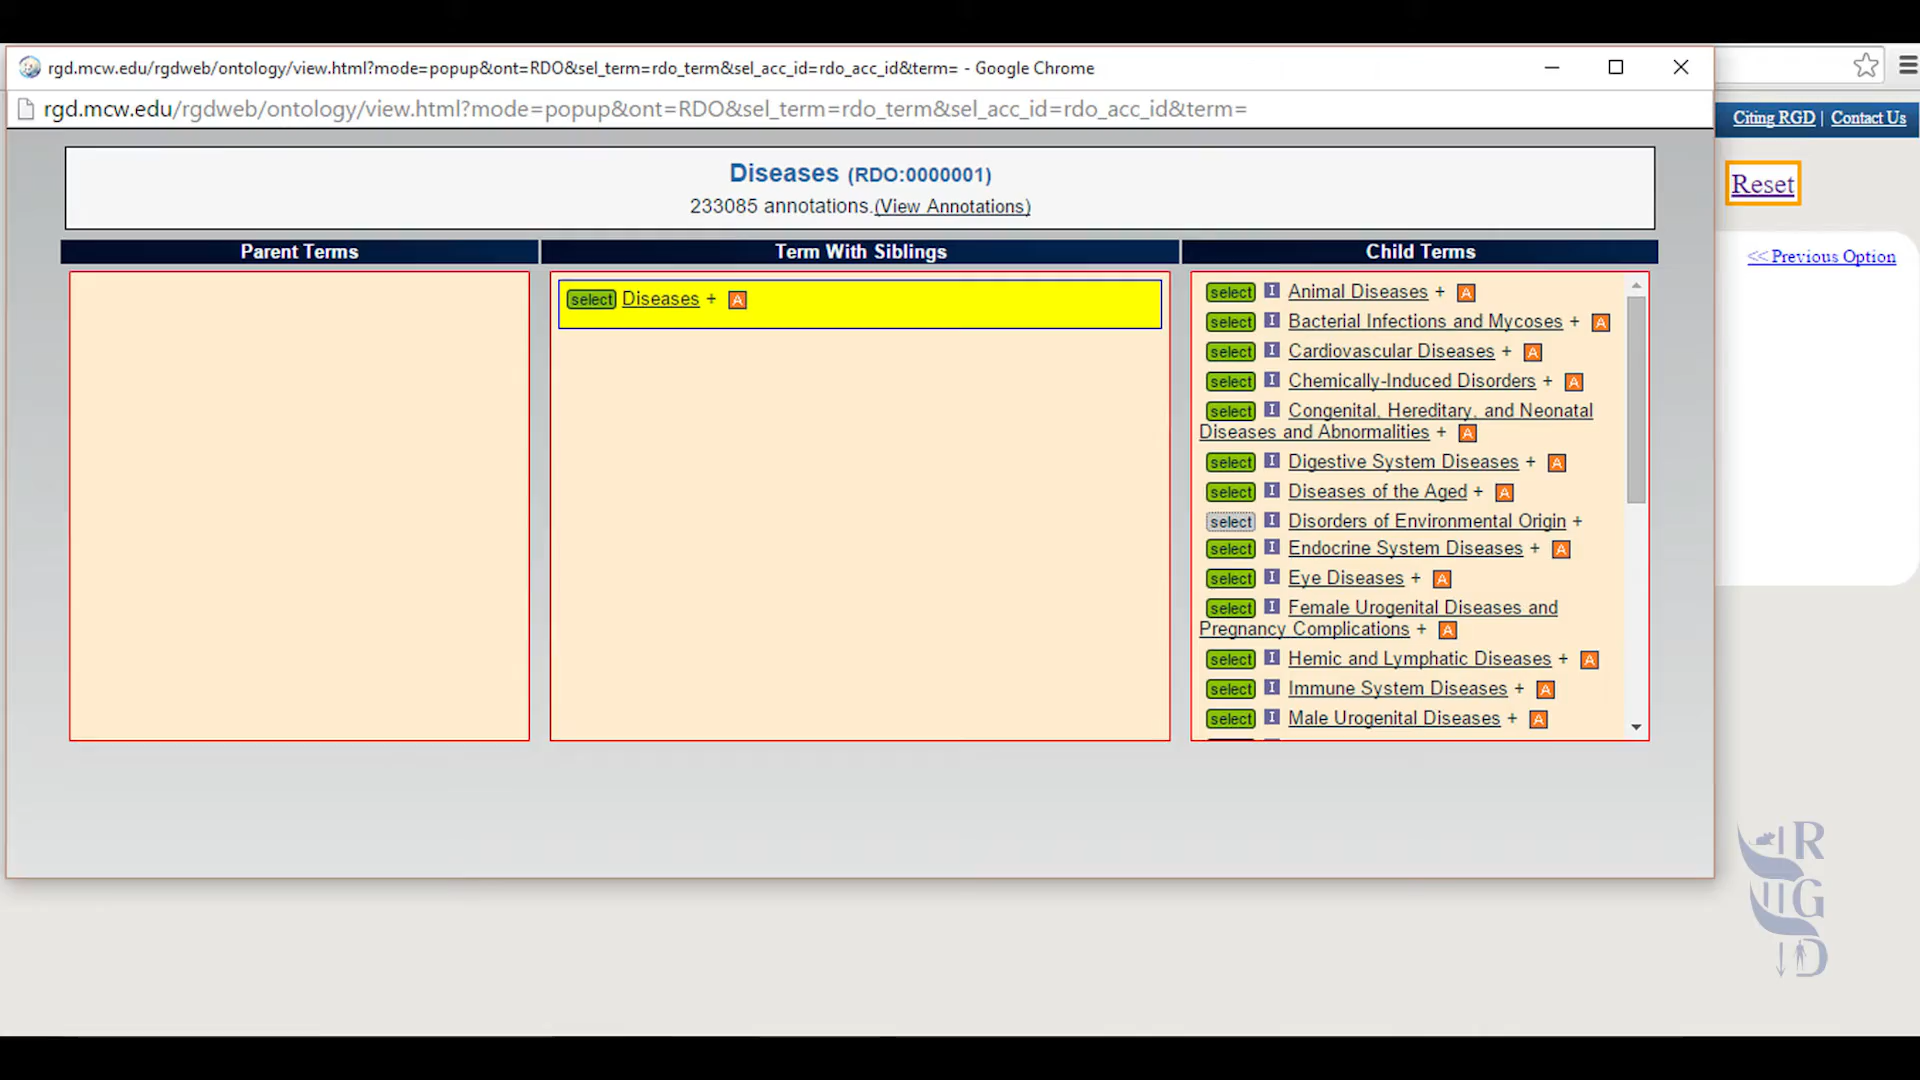 rgd.mcw.edu/rgdweb/ontology/view.html?mode=popup&ont=RDO&sel_term=rdo_term&sel_acc_id=rdo_acc_id&term= - Google Chrome
rgd.mcw.edu/rgdweb/ontology/view.html?mode=popup&ont=RDO&sel_term=rdo_term&sel_acc_id=rdo_acc_id&term=
Citing RGD | Contact Us
Reset
<< Previous Option
Diseases (RDO:0000001)
233085 annotations.(View Annotations)
Parent Terms
Term With Siblings
select Diseases + A
Child Terms
select I Animal Diseases + A
select I Bacterial Infections and Mycoses + A
select I Cardiovascular Diseases + A
select I Chemically-Induced Disorders + A
select I Congenital, Hereditary, and Neonatal
Diseases and Abnormalities + A
select I Digestive System Diseases + A
select I Diseases of the Aged + A
select I Disorders of Environmental Origin +
select I Endocrine System Diseases + A
select I Eye Diseases + A
select I Female Urogenital Diseases and
Pregnancy Complications + A
select I Hemic and Lymphatic Diseases + A
select I Immune System Diseases + A
select I Male Urogenital Diseases + A
R
G
D